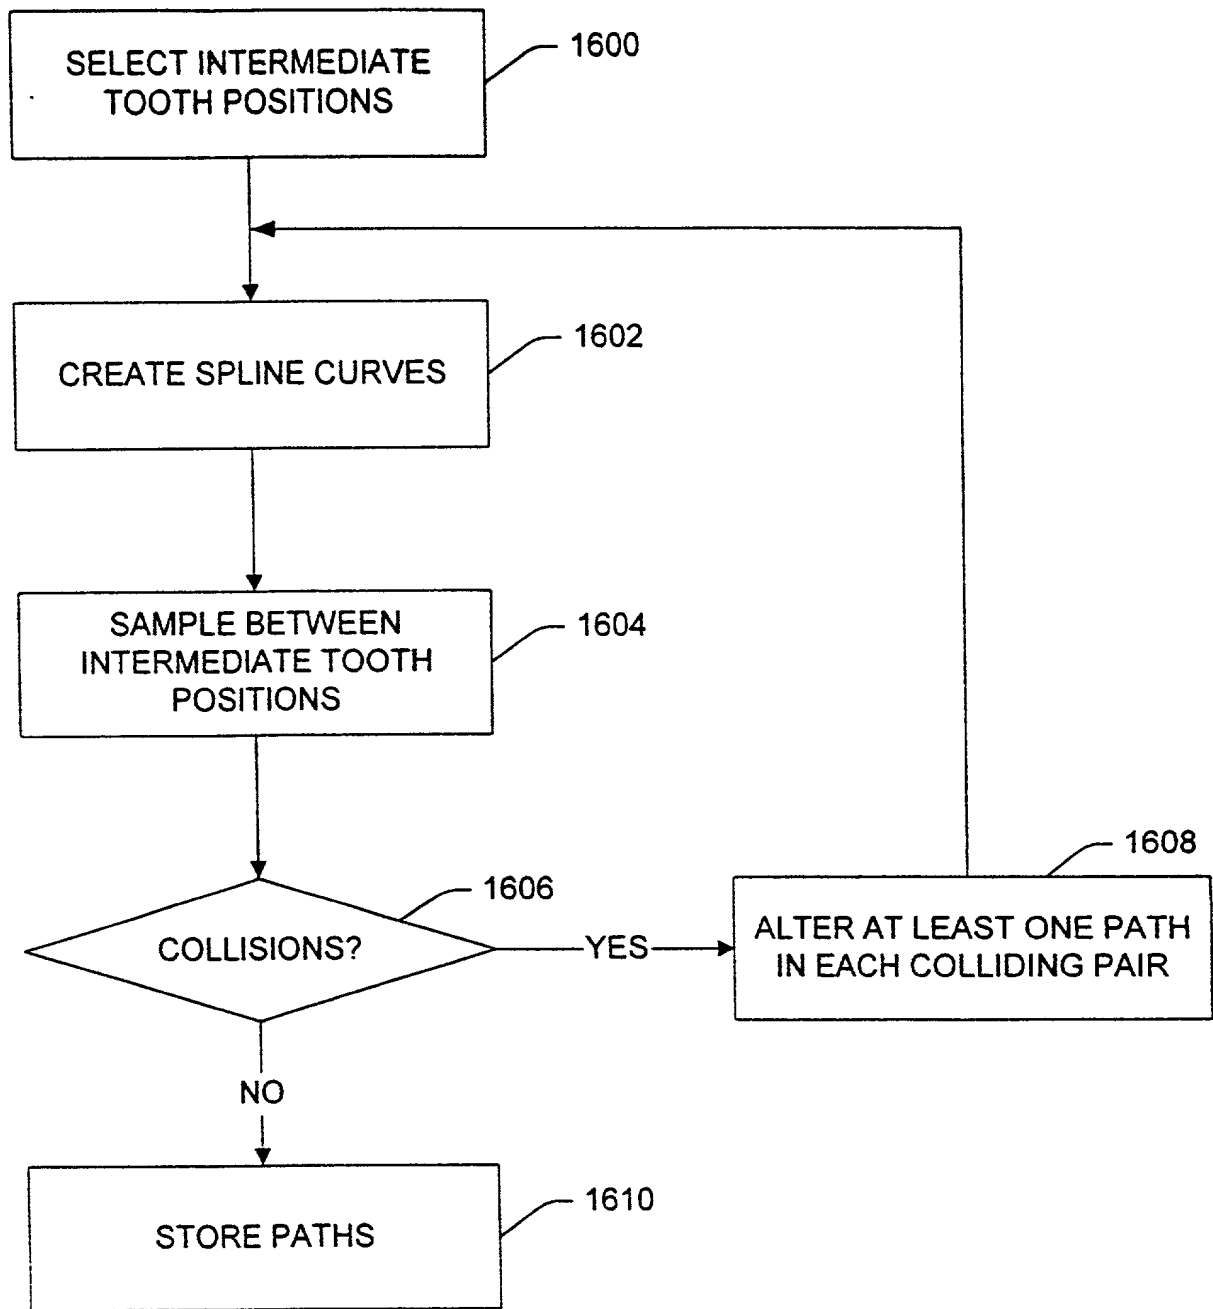 SELECT INTERMEDIATE
TOOTH POSITIONS
1600
CREATE SPLINE CURVES
1602
SAMPLE BETWEEN
INTERMEDIATE TOOTH
POSITIONS
1604
COLLISIONS?
1606
YES
ALTER AT LEAST ONE PATH
IN EACH COLLIDING PAIR
1608
NO
STORE PATHS
1610